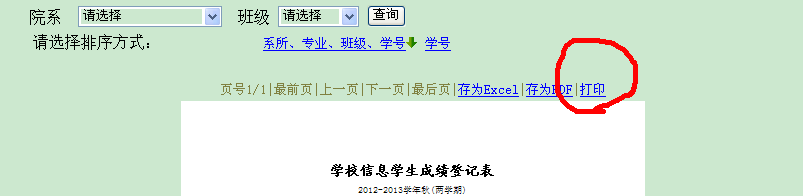 院系 请选择 班级 请选择 查询
请选择排序方式： 系所、专业、班级、学号 学号
页号1/1|最前页|上一页|下一页|最后页|存为Excel|存为PDF|打印
学校信息学生成绩登记表
2012-2013学年秋(两学期)